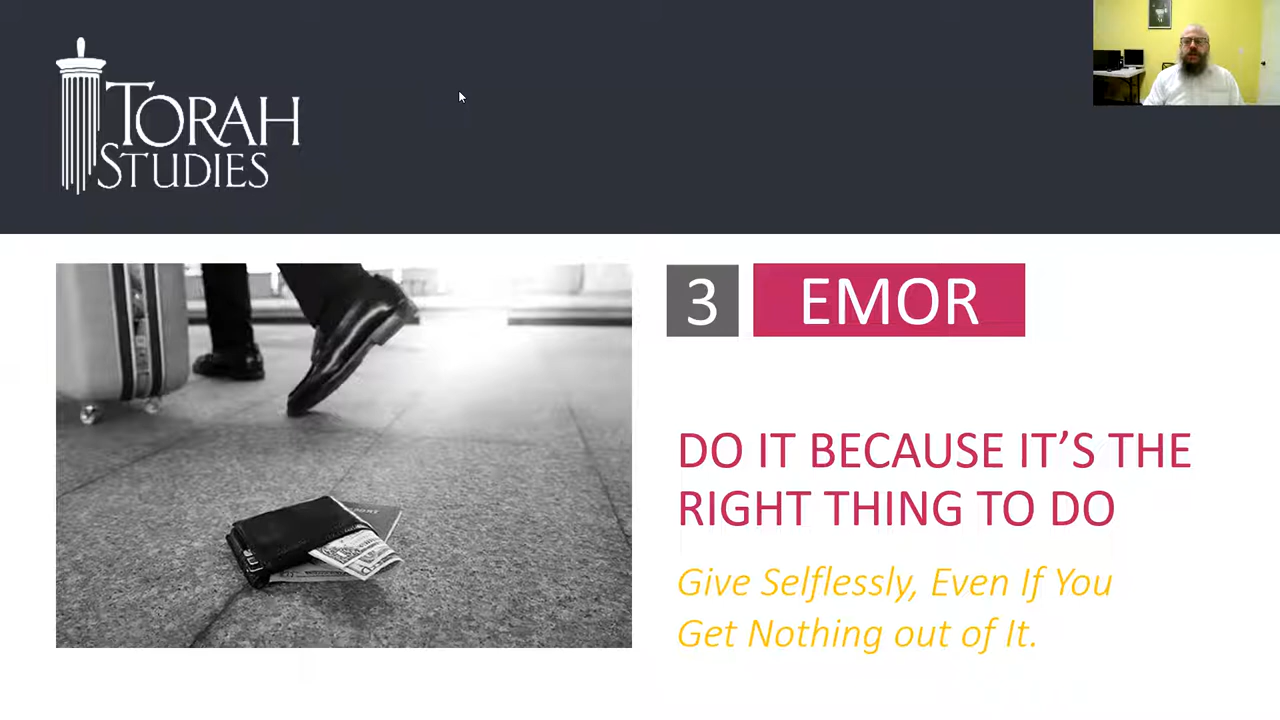 TORAH
STUDIES
3
EMOR
DO IT BECAUSE IT’S THE
RIGHT THING TO DO
Give Selflessly, Even If You
Get Nothing out of It.